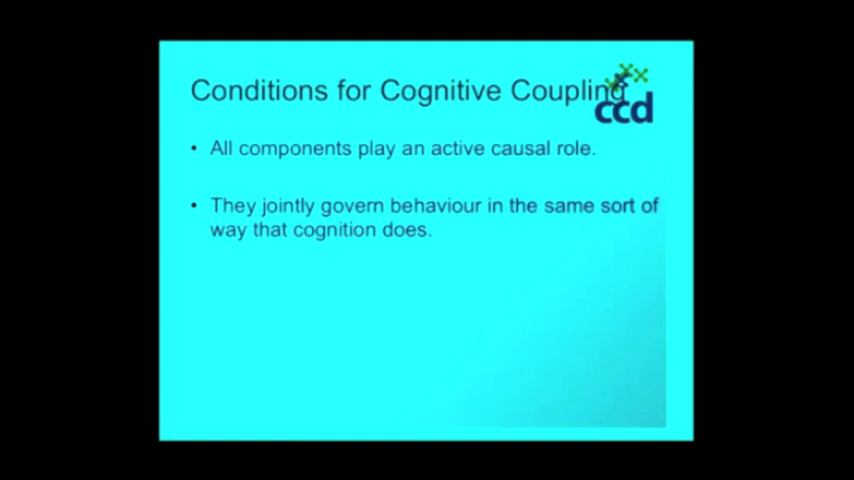 Conditions for Cognitive Coupling
ccd
• All components play an active causal role.
• They jointly govern behaviour in the same sort of
way that cognition does.